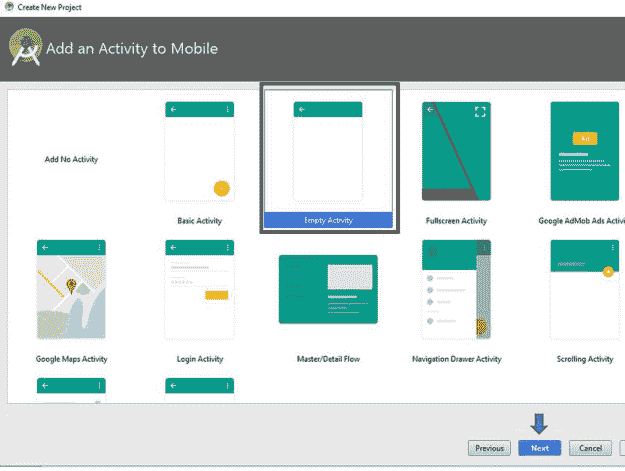 Create New Project
Add an Activity to Mobile
Add No Activity
Basic Activity
Empty Activity
Fullscreen Activity
Google AdMob Ads Activi
Google Maps Activity
Login Activity
Master/Detail Flow
Navigation Drawer Activity
Scrolling Activity
Previous
Next
Cancel